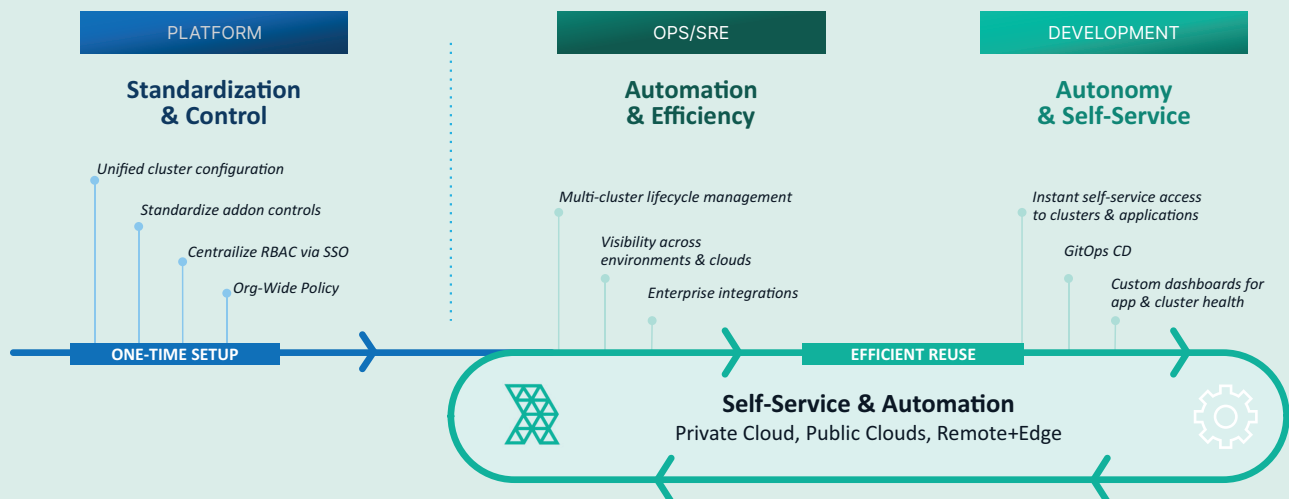 PLATFORM
Standardization
& Control
Unified cluster configuration
Standardize addon controls
Centrailize RBAC via SSO
Org-Wide Policy
ONE-TIME SETUP
OPS/SRE
Automation
& Efficiency
Multi-cluster lifecycle management
Visibility across
environments & clouds
Enterprise integrations
EFFICIENT REUSE
DEVELOPMENT
Autonomy
& Self-Service
Instant self-service access
to clusters & applications
GitOps CD
Custom dashboards for
app & cluster health
Self-Service & Automation
Private Cloud, Public Clouds, Remote+Edge